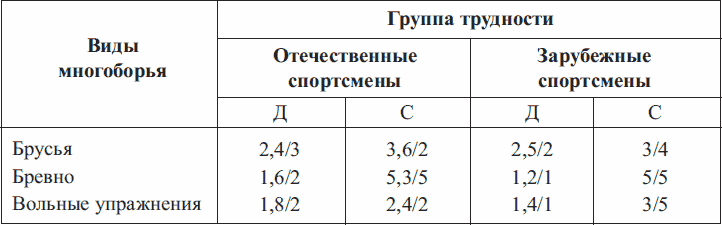 Виды многоборья
Группа трудности
Отечественные спортсмены
Зарубежные спортсмены
Д С Д С
Брусья 2,4/3 3,6/2 2,5/2 3/4
Бревно 1,6/2 5,3/5 1,2/1 5/5
Вольные упражнения 1,8/2 2,4/2 1,4/1 3/5